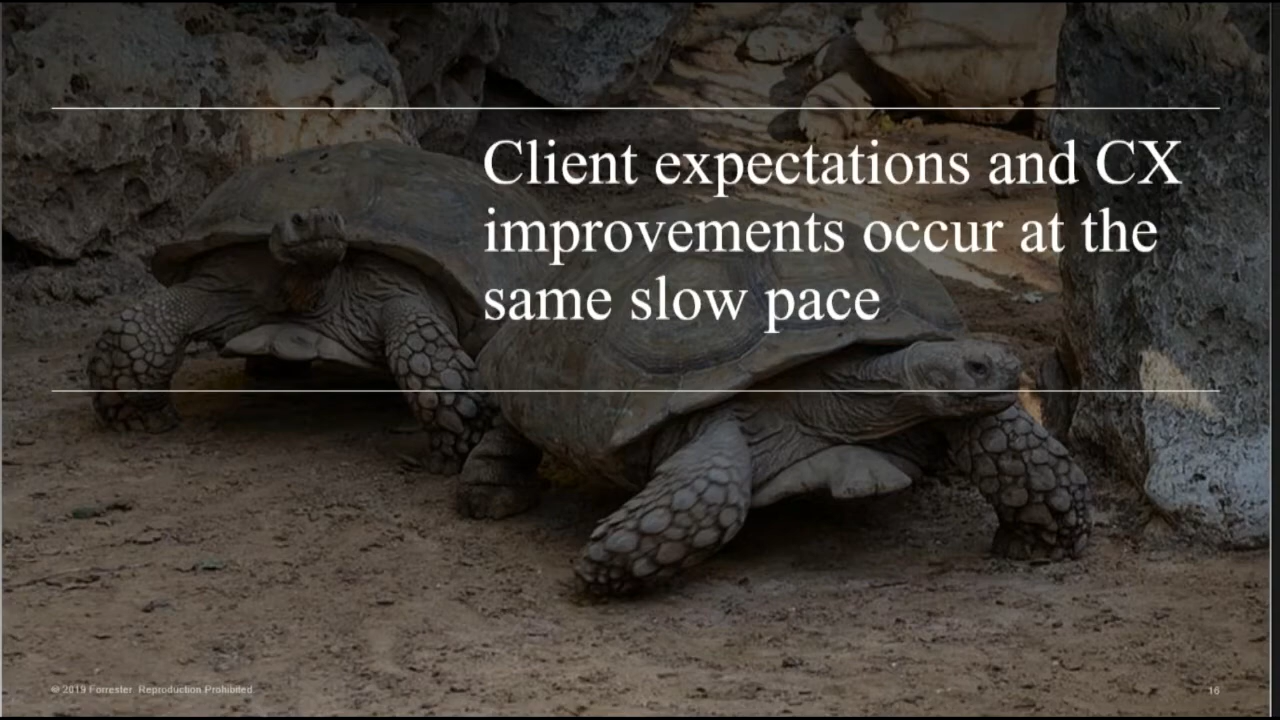 Client expectations and CX
improvements occur at the
same slow pace
© 2019 Forrester. Reproduction Prohibited
16